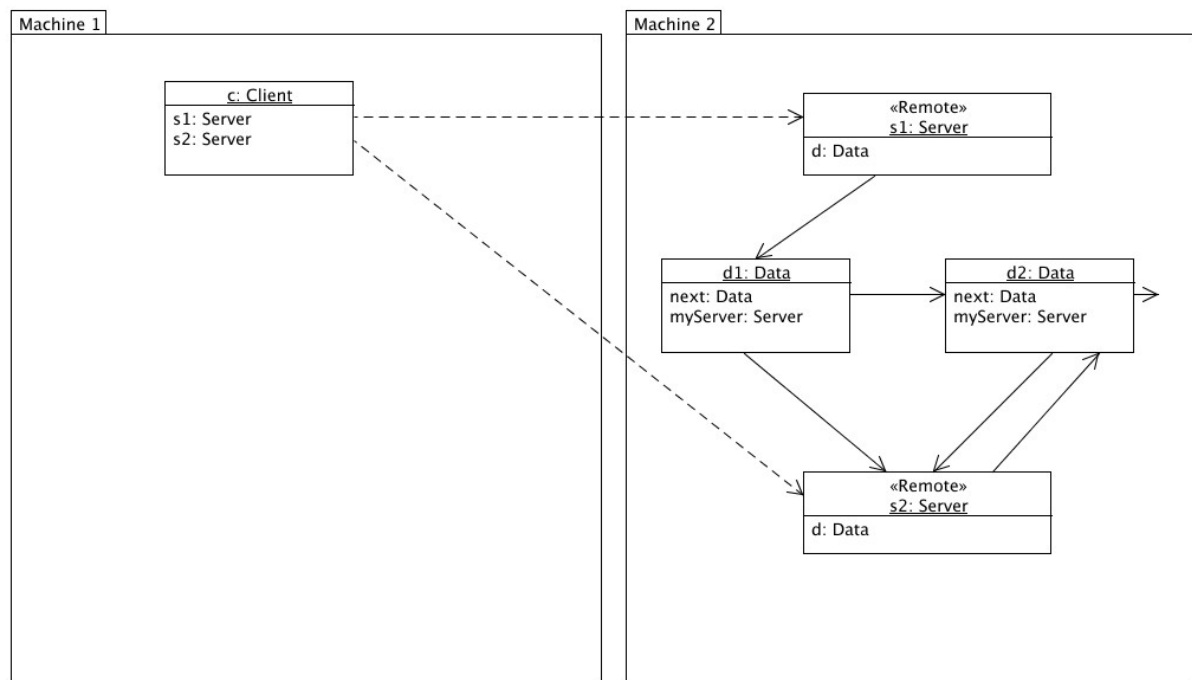 Machine 1
c: Client
s1: Server
s2: Server
Machine 2
«Remote»
s1: Server
d: Data
d1: Data
next: Data
myServer: Server
d2: Data
next: Data
myServer: Server
«Remote»
s2: Server
d: Data